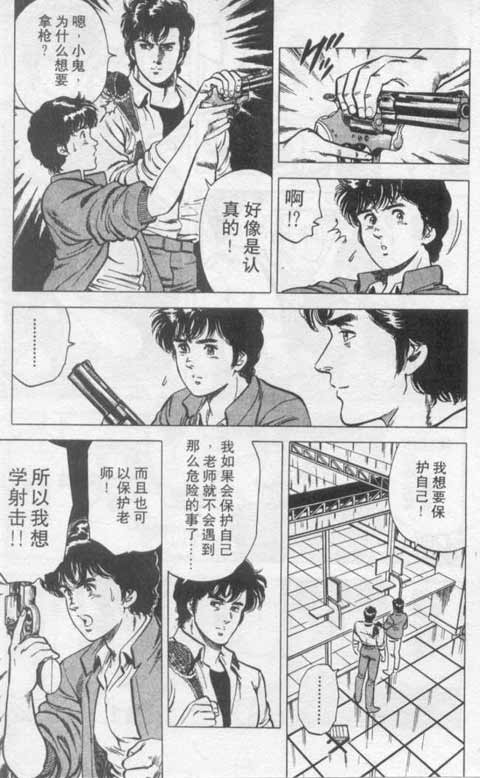 啊
!?
嗯，小鬼，
为什么想要
拿枪？
好像是认
真的！
…………
我想要保
护自己！
…………
我如果会保护自己
，老师就不会遇到
那么危险的事了……
而且也可
以保护老
师！
所以我想
学射击!!